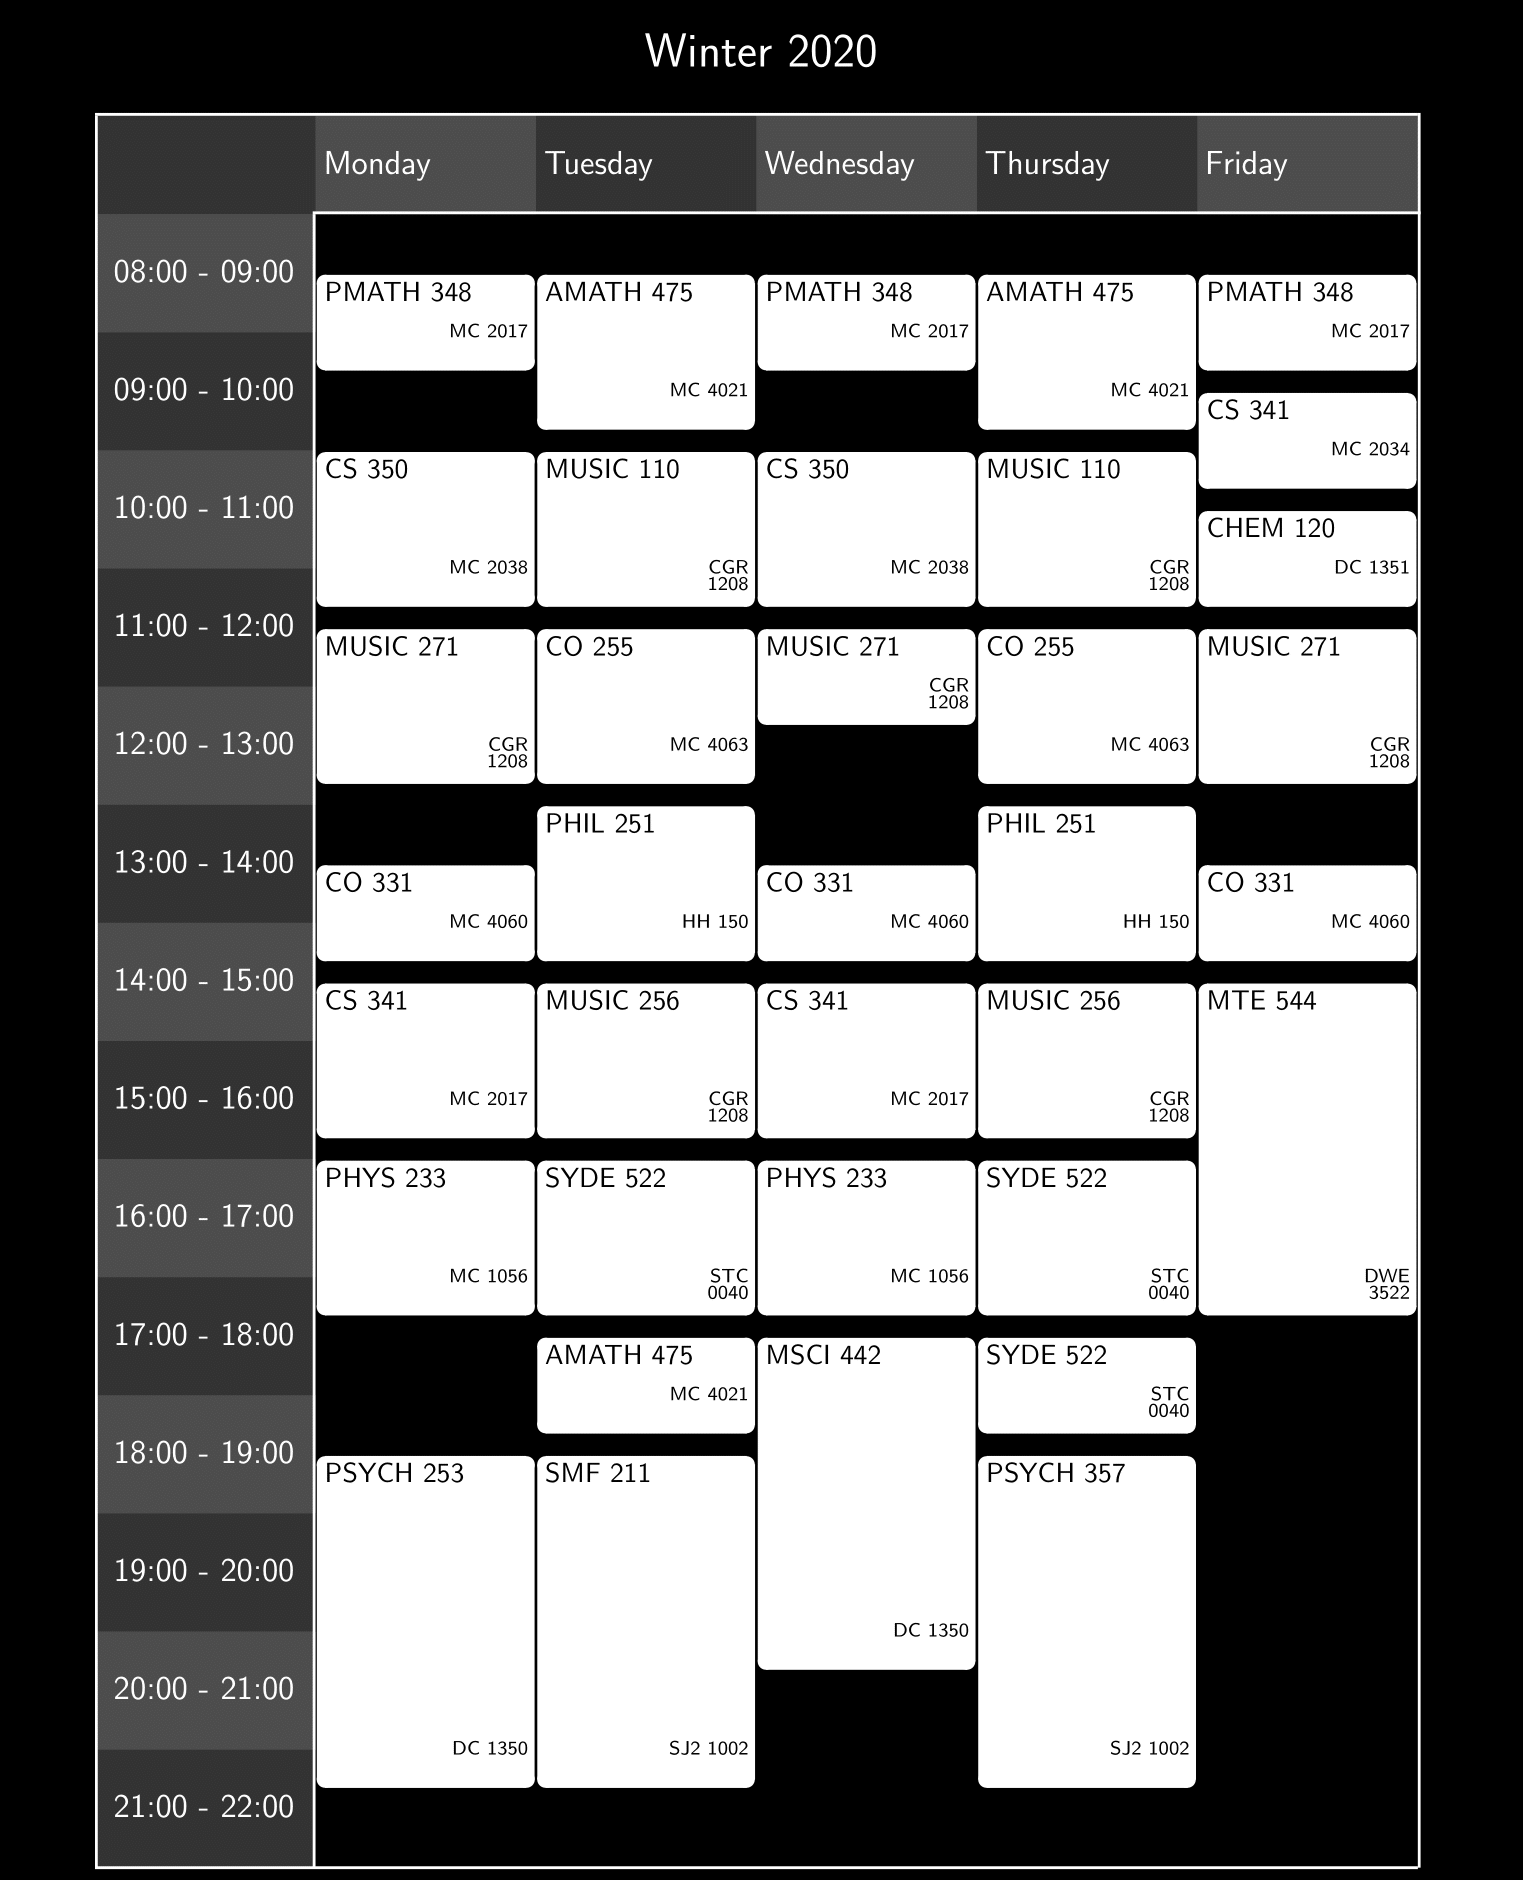 Winter 2020
Monday Tuesday Wednesday Thursday Friday
08:00 - 09:00
PMATH 348 AMATH 475 PMATH 348 AMATH 475 PMATH 348
MC 2017 MC 2017 MC 2017
09:00 - 10:00 MC 4021 MC 4021
CS 341
MC 2034
CS 350 MUSIC 110 CS 350 MUSIC 110
10:00 - 11:00
CHEM 120
MC 2038 CGR MC 2038 CGR DC 1351
1208 1208
11:00 - 12:00
MUSIC 271 CO 255 MUSIC 271 CO 255 MUSIC 271
CGR
1208
12:00 - 13:00 CGR MC 4063 MC 4063 CGR
1208 1208
PHIL 251 PHIL 251
13:00 - 14:00
CO 331 CO 331 CO 331
MC 4060 HH 150 MC 4060 HH 150 MC 4060
14:00 - 15:00
CS 341 MUSIC 256 CS 341 MUSIC 256 MTE 544
15:00 - 16:00 MC 2017 CGR MC 2017 CGR
1208 1208
PHYS 233 SYDE 522 PHYS 233 SYDE 522
16:00 - 17:00
MC 1056 STC MC 1056 STC DWE
0040 0040 3522
17:00 - 18:00
AMATH 475 MSCI 442 SYDE 522
MC 4021 STC
0040
18:00 - 19:00
PSYCH 253 SMF 211 PSYCH 357
19:00 - 20:00
DC 1350
20:00 - 21:00
DC 1350 SJ2 1002 SJ2 1002
21:00 - 22:00